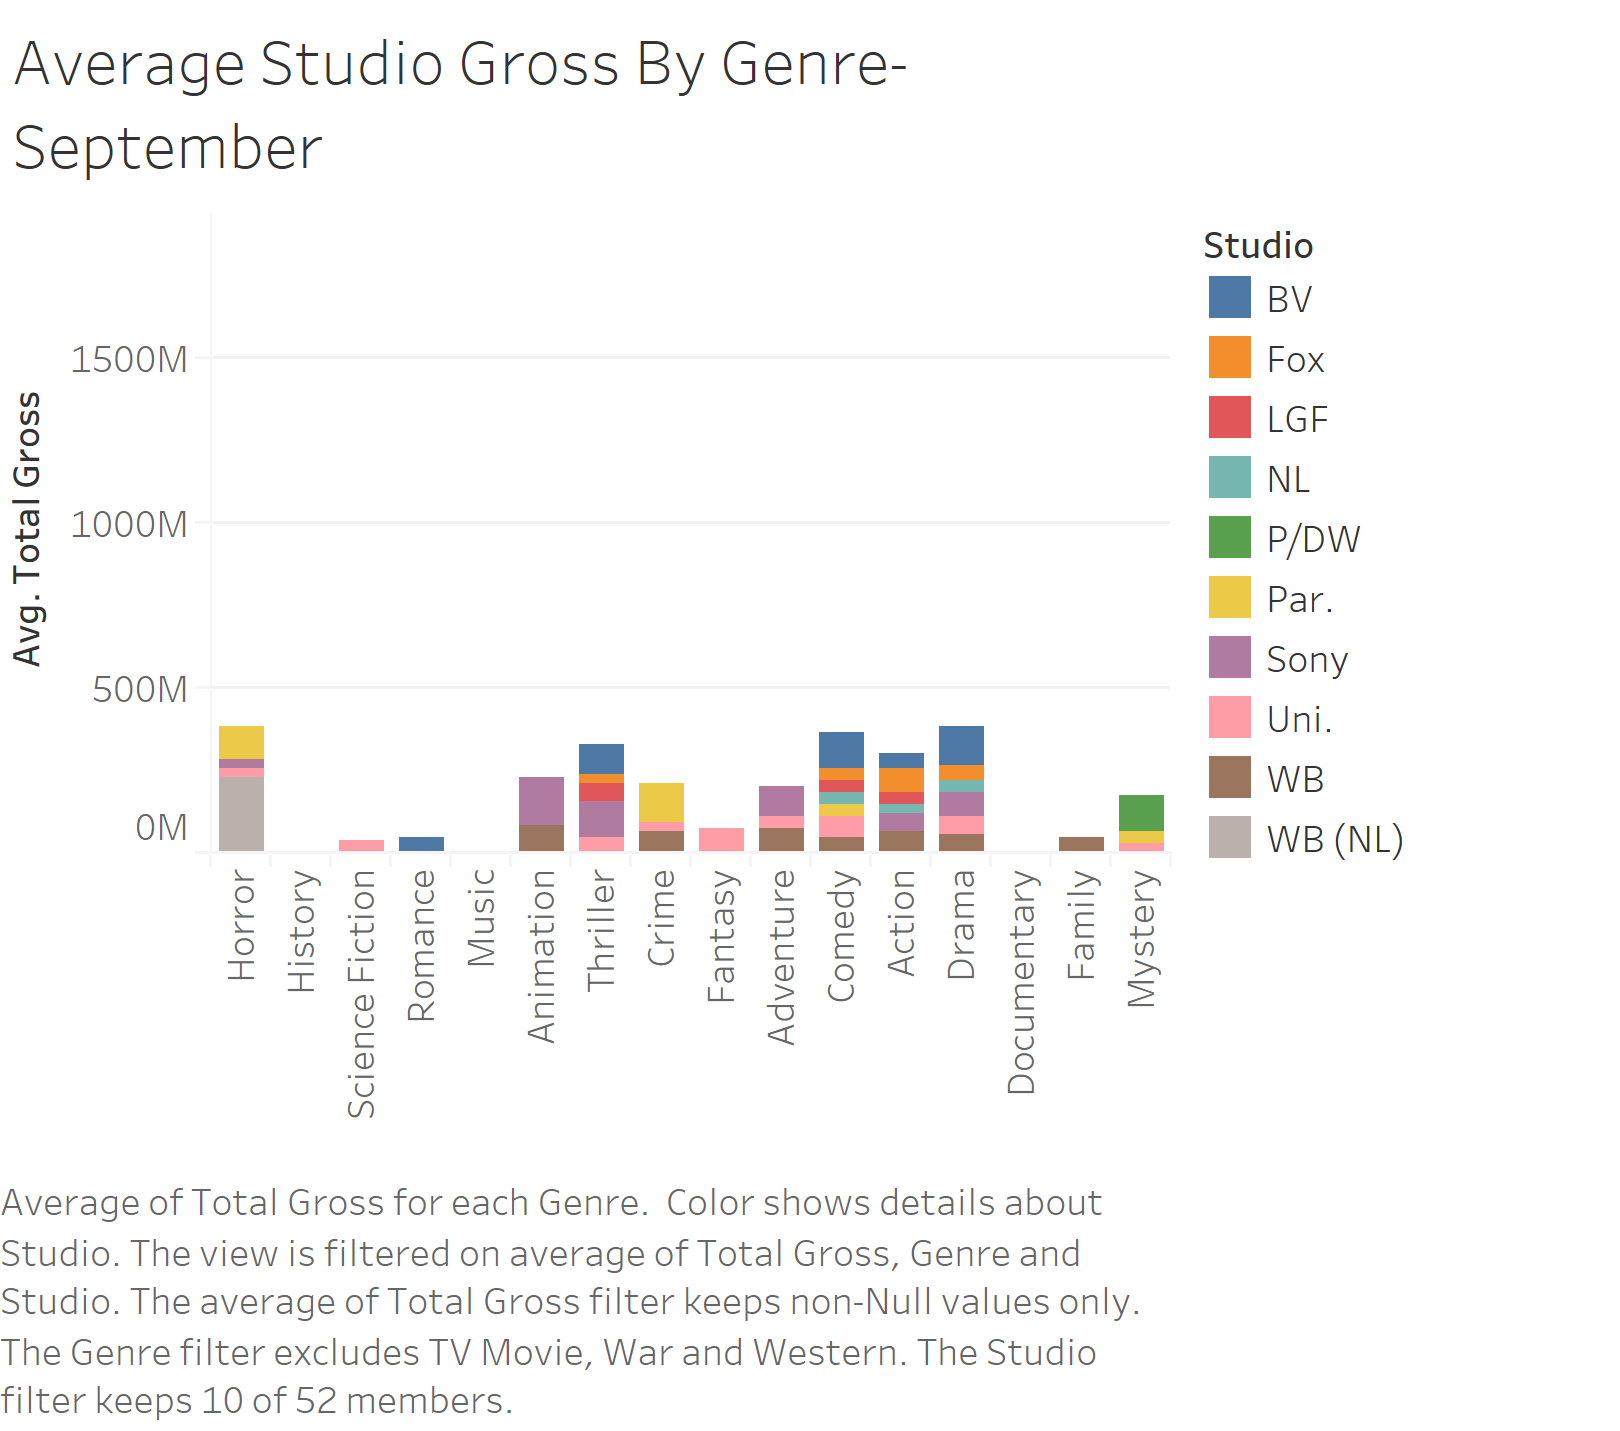 Average Studio Gross By Genre-
September
Studio
BV
Fox
LGF
NL
P/DW
Par.
Sony
Uni.
WB
WB (NL)
Avg. Total Gross
1500M
1000M
500M
0M
Horror
History
Science Fiction
Romance
Music
Animation
Thriller
Crime
Fantasy
Adventure
Comedy
Action
Drama
Documentary
Family
Mystery
Average of Total Gross for each Genre.  Color shows details about
Studio. The view is filtered on average of Total Gross, Genre and
Studio. The average of Total Gross filter keeps non-Null values only.
The Genre filter excludes TV Movie, War and Western. The Studio
filter keeps 10 of 52 members.